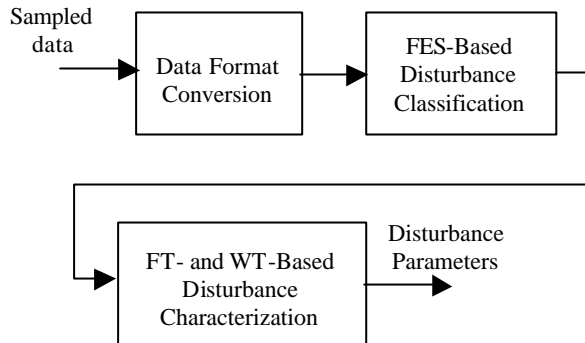 Sampled
data
Data Format
Conversion
FES-Based
Disturbance
Classification
FT- and WT-Based
Disturbance
Characterization
Disturbance
Parameters